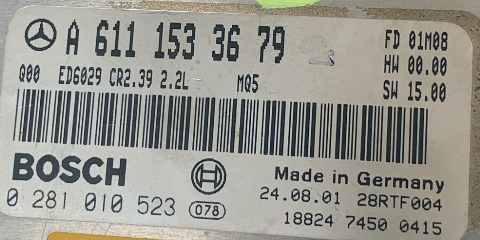 A 611 153 36 79 FD 01M08
HW 00.00
Q00 ED6029 CR2.39 2.2L MQ5 SW 15.00
BOSCH Made in Germany
24.08.01 28RTF004
0 281 010 523 078 18824 7450 0415